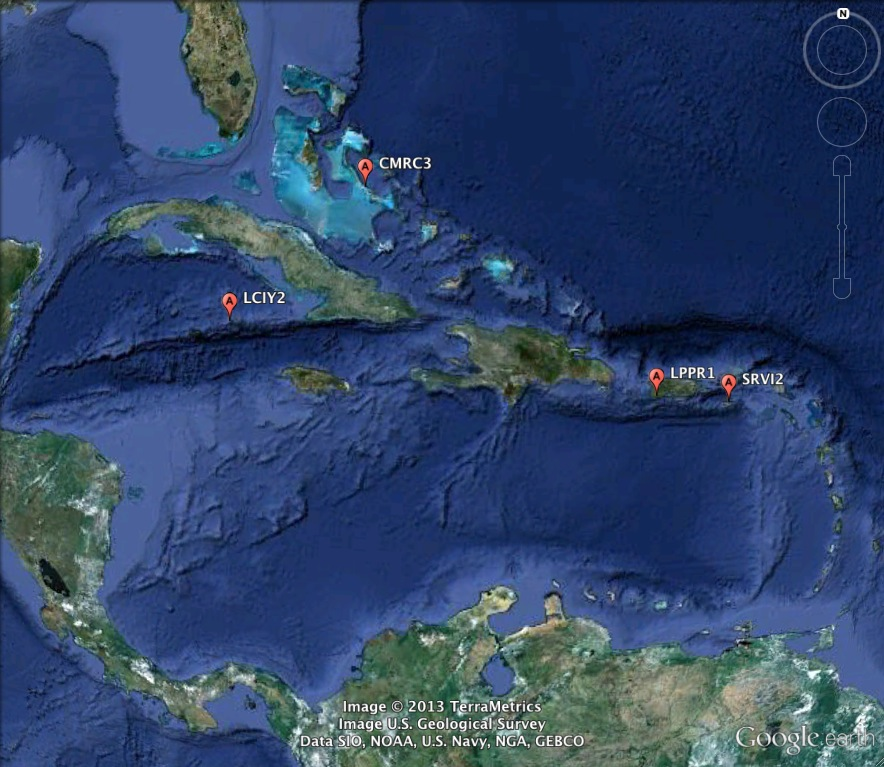 N
A CMRC3
A LCIY2
A LPPR1
A SRVI2
Image © 2013 TerraMetrics
Image U.S. Geological Survey
Data SIO, NOAA, U.S. Navy, NGA, GEBCO
Google earth